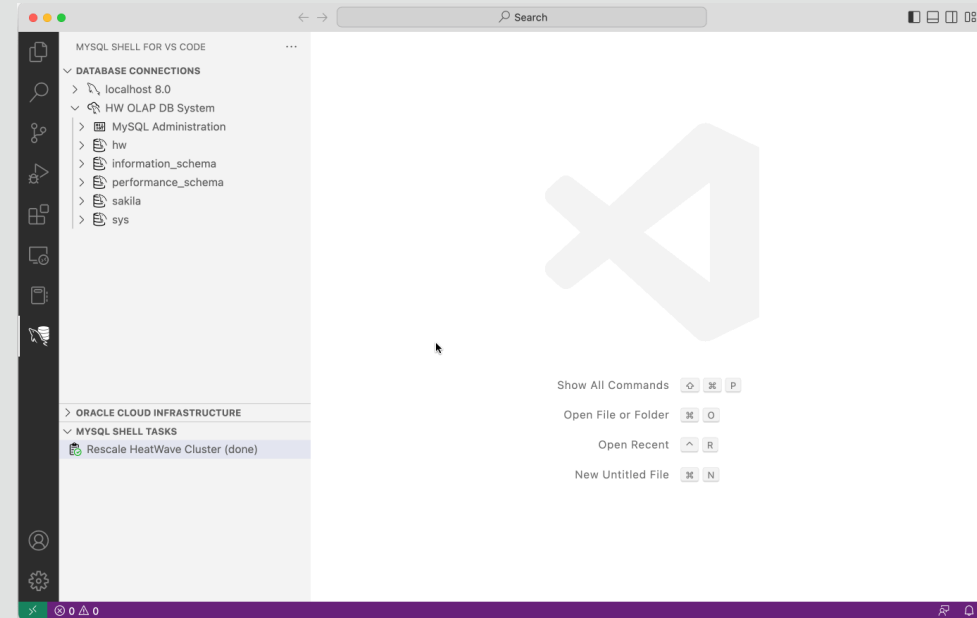 Search
MYSQL SHELL FOR VS CODE
DATABASE CONNECTIONS
localhost 8.0
HW OLAP DB System
MySQL Administration
hw
information_schema
performance_schema
sakila
sys
Show All Commands ⇧ ⌘ P
Open File or Folder ⌘ O
Open Recent ^ R
New Untitled File ⌘ N
ORACLE CLOUD INFRASTRUCTURE
MYSQL SHELL TASKS
Rescale HeatWave Cluster (done)
0 0